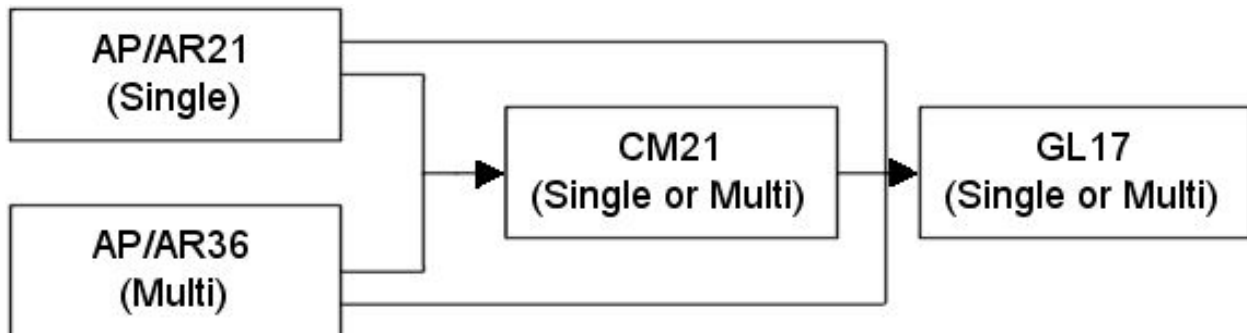 AP/AR21
(Single)
AP/AR36
(Multi)
CM21
(Single or Multi)
GL17
(Single or Multi)